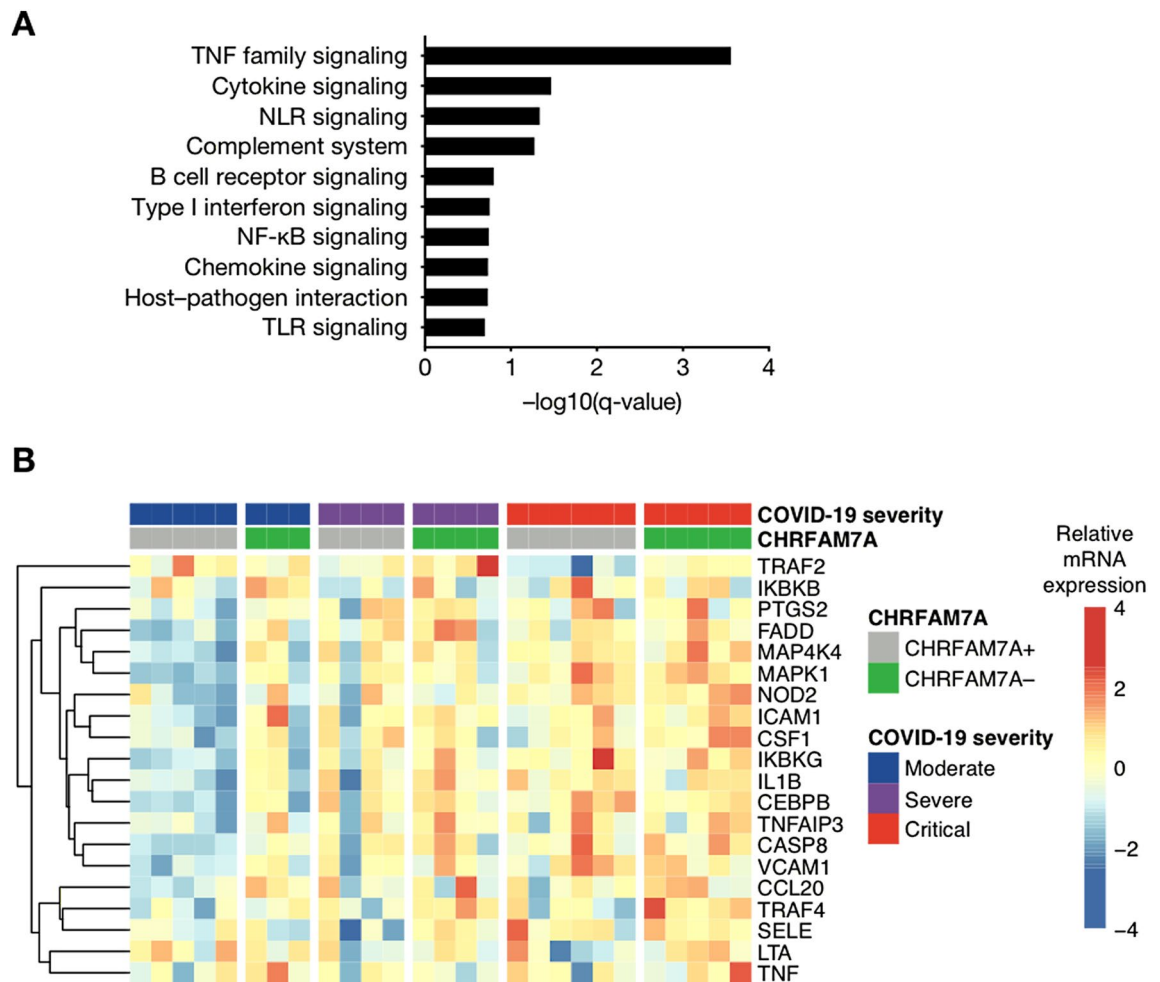 A
TNF family signaling
Cytokine signaling
NLR signaling
Complement system
B cell receptor signaling
Type I interferon signaling
NF-κB signaling
Chemokine signaling
Host–pathogen interaction
TLR signaling
0 1 2 3 4
–log10(q-value)
B
COVID-19 severity
CHRFAM7A
TRAF2
IKBKB
PTGS2
FADD
MAP4K4
MAPK1
NOD2
ICAM1
CSF1
IKBKG
IL1B
CEBPB
TNFAIP3
CASP8
VCAM1
CCL20
TRAF4
SELE
LTA
TNF
CHRFAM7A
CHRFAM7A+
CHRFAM7A–
COVID-19 severity
Moderate
Severe
Critical
Relative
mRNA
expression
4
2
0
–2
–4